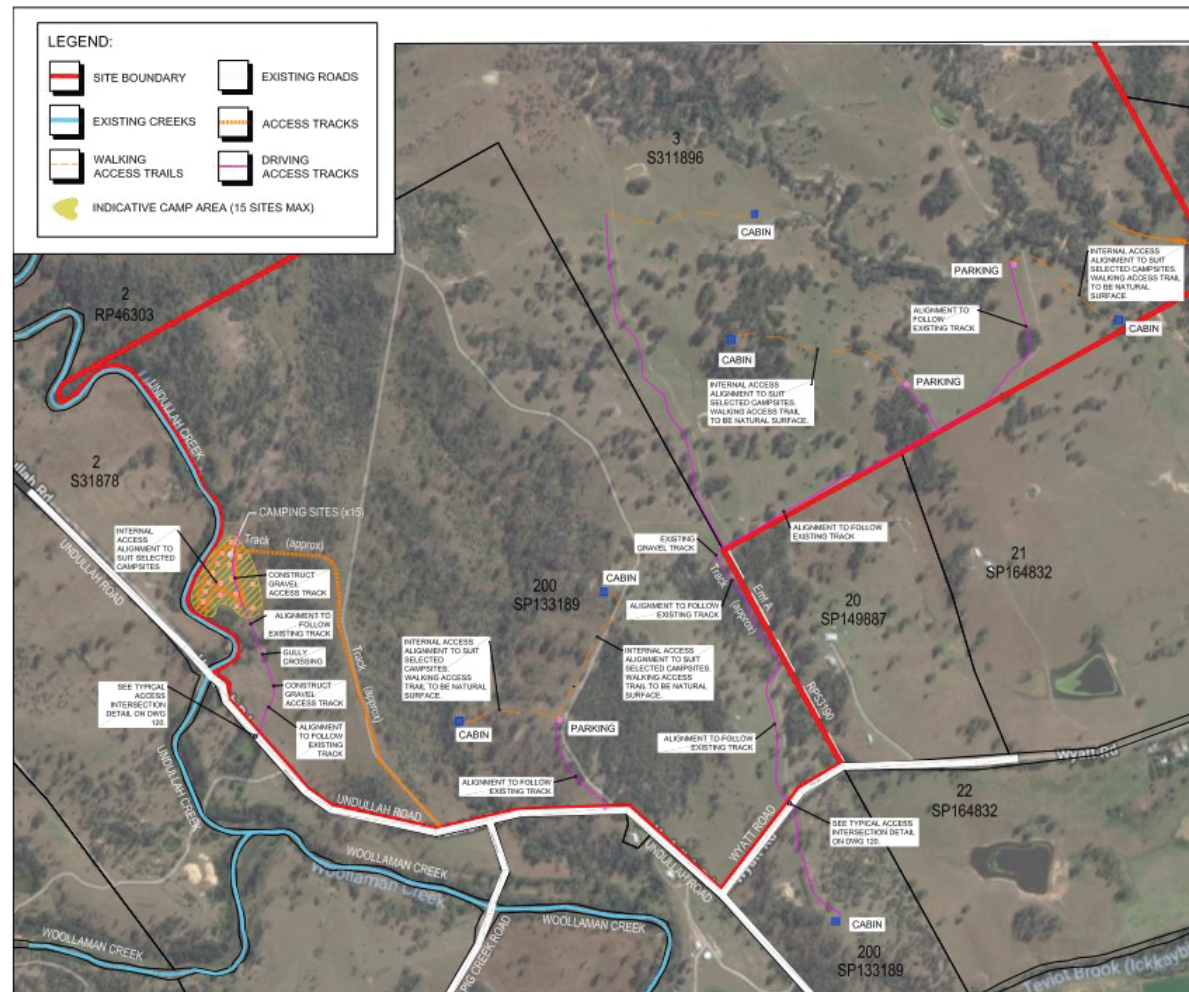 LEGEND:
SITE BOUNDARY
EXISTING ROADS
EXISTING CREEKS
ACCESS TRACKS
WALKING
ACCESS TRAILS
DRIVING
ACCESS TRACKS
INDICATIVE CAMP AREA (15 SITES MAX)
3
S311896
CABIN
INTERNAL ACCESS
ALIGNMENT TO SUIT
SELECTED CAMPSITES.
WALKING ACCESS TRAIL
TO BE NATURAL
SURFACE.
PARKING
2
RP46303
ALIGNMENT TO
FOLLOW
EXISTING TRACK
CABIN
CABIN
UNDULLAH CREEK
PARKING
INTERNAL ACCESS
ALIGNMENT TO SUIT
SELECTED CAMPSITES.
WALKING ACCESS TRAIL
TO BE NATURAL SURFACE.
2
S31878
UNDULLAH ROAD
CAMPING SITES (x15)
INTERNAL
ACCESS
ALIGNMENT TO
SUIT SELECTED
CAMPSITES
Track (approx)
EXISTING
GRAVEL TRACK
ALIGNMENT TO FOLLOW
EXISTING TRACK
21
SP164832
CONSTRUCT
GRAVEL
ACCESS TRACK
200
SP133189
CABIN
Track (approx)
Emt A
20
SP149887
ALIGNMENT TO FOLLOW
EXISTING TRACK
ALIGNMENT TO
FOLLOW
EXISTING TRACK
GULLY
CROSSING
Track (approx)
INTERNAL ACCESS
ALIGNMENT TO SUIT
SELECTED
CAMPSITES.
WALKING ACCESS
TRAIL TO BE NATURAL
SURFACE.
INTERNAL ACCESS
ALIGNMENT TO SUIT
SELECTED CAMPSITES.
WALKING ACCESS
TRAIL TO BE NATURAL
SURFACE.
RP53190
SEE TYPICAL
ACCESS
INTERSECTION
DETAIL ON DWG
120.
CONSTRUCT
GRAVEL
ACCESS TRACK
ALIGNMENT
TO FOLLOW
EXISTING
TRACK
CABIN
PARKING
ALIGNMENT TO FOLLOW
EXISTING TRACK
Wyatt Rd
ALIGNMENT TO FOLLOW
EXISTING TRACK
22
SP164832
UNDULLAH CREEK
UNDULLAH ROAD
WYATT ROAD
SEE TYPICAL ACCESS
INTERSECTION DETAIL
ON DWG 120.
UNDULLAH ROAD
WOOLLAMAN CREEK
Woollaman Creek
WOOLLAMAN CREEK
WOOLLAMAN CREEK
PIG CREEK ROAD
CABIN
200
SP133189
Teviot Brook